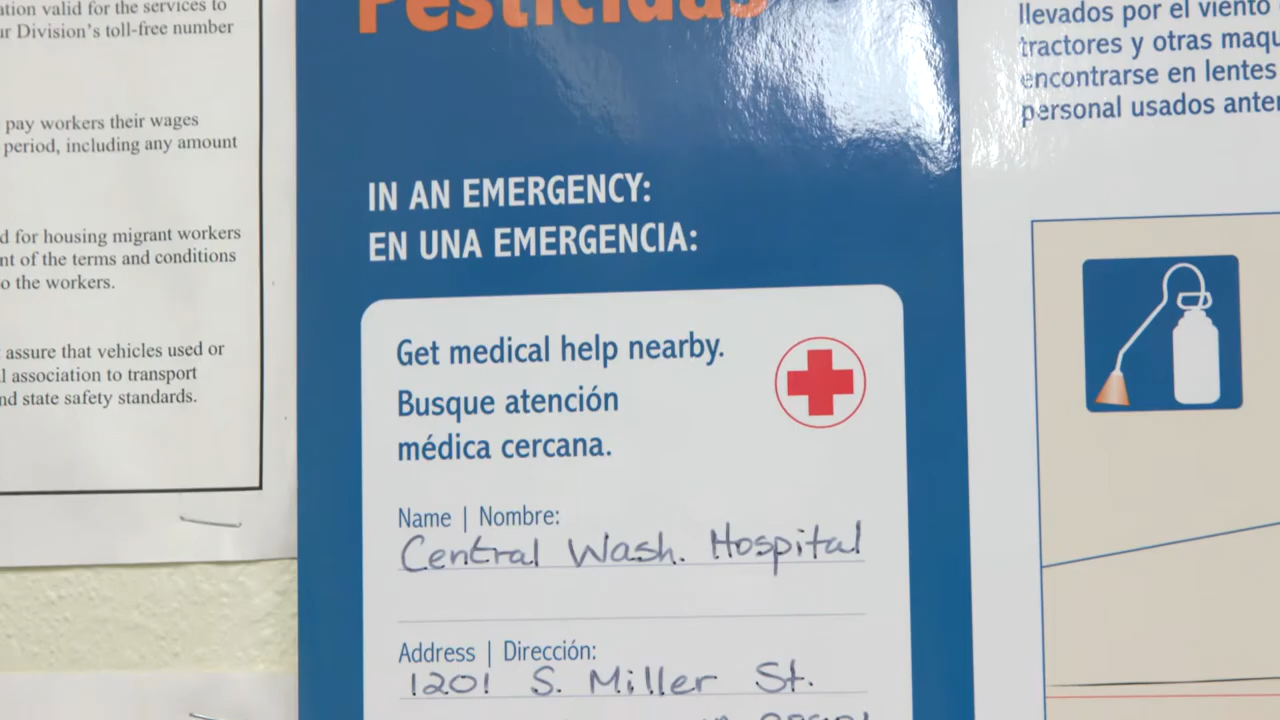 ation valid for the services to
ur Division's toll-free number
pay workers their wages
period, including any amount
d for housing migrant workers
nt of the terms and conditions
o the workers.
assure that vehicles used or
l association to transport
nd state safety standards.
Pesticidas
IN AN EMERGENCY:
EN UNA EMERGENCIA:
Get medical help nearby.
Busque atención
médica cercana.
Name | Nombre:
Central Wash. Hospital
Address | Dirección:
1201 S. Miller St.
llevados por el viento
tractores y otras maqu
encontrarse en lentes
personal usados anter